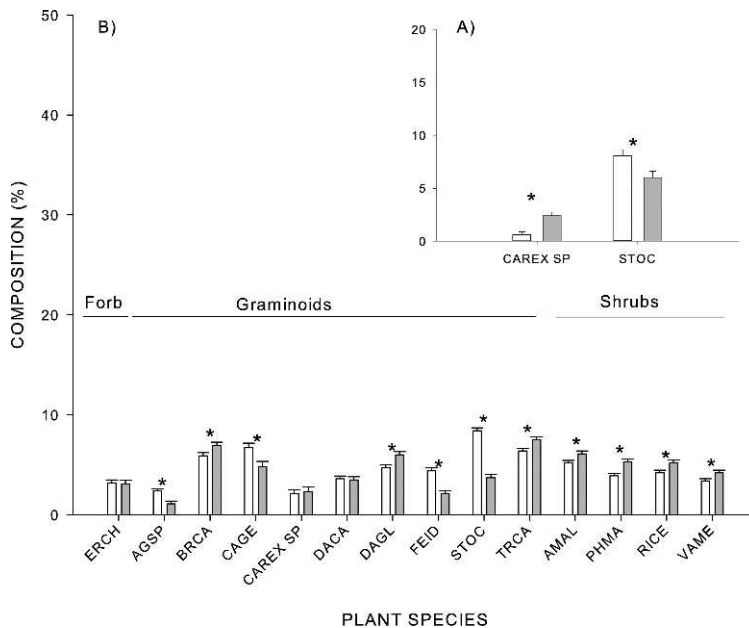 B)
A)
50
40
30
20
10
0
COMPOSITION (%)
20
15
10
5
0
*
*
CAREX SP
STOC
Forb
Graminoids
Shrubs
*
*
*
*
*
*
*
*
*
*
*
ERCH
AGSP
BRCA
CAGE
CAREX SP
DACA
DAGL
FEID
STOC
TRCA
AMAL
PHMA
RICE
VAME
PLANT SPECIES